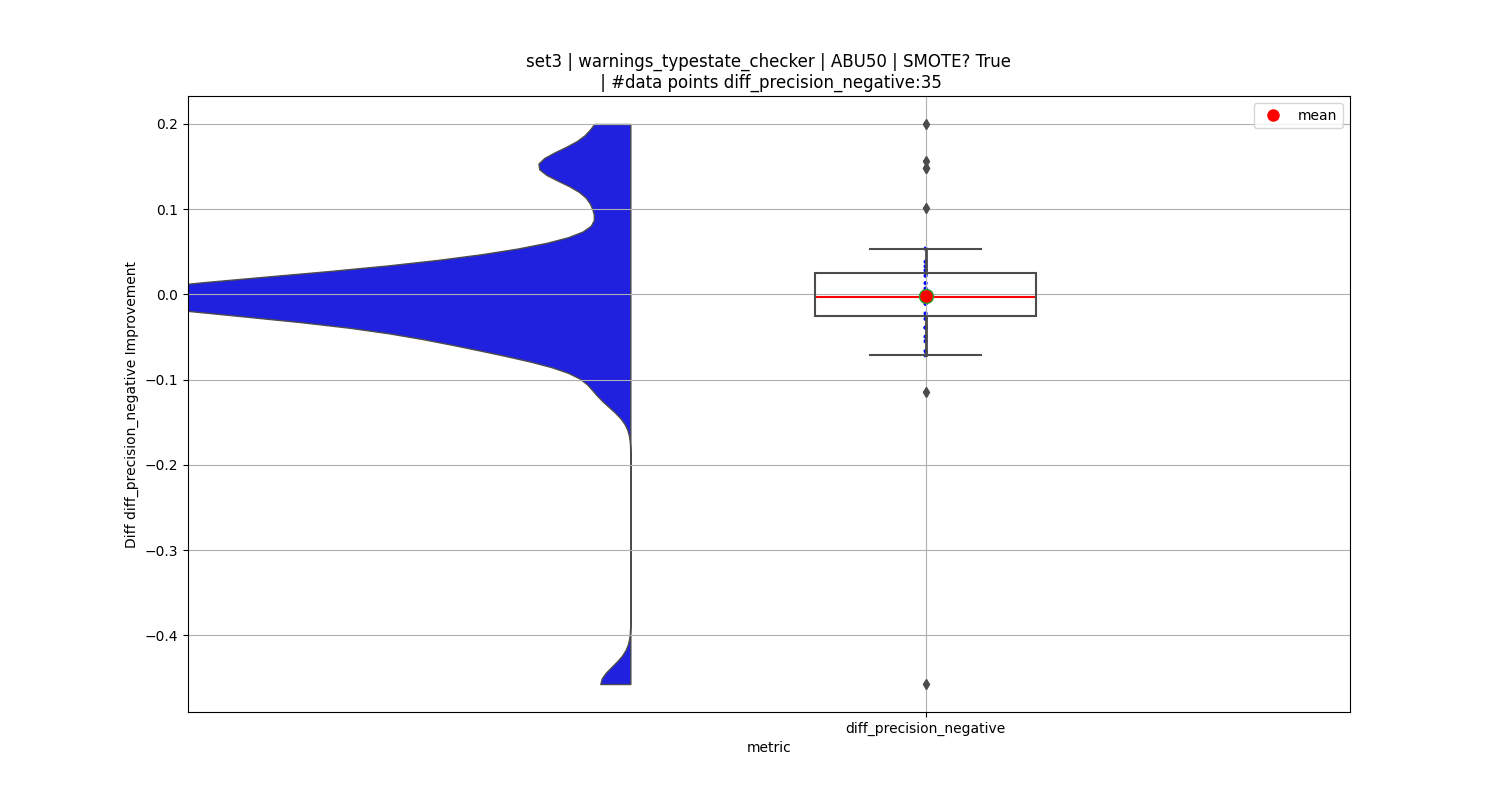 set3 | warnings_typestate_checker | ABU50 | SMOTE? True
| #data points diff_precision_negative:35
mean
0.2
0.1
0.0
−0.1
−0.2
−0.3
−0.4
Diff diff_precision_negative Improvement
diff_precision_negative
metric